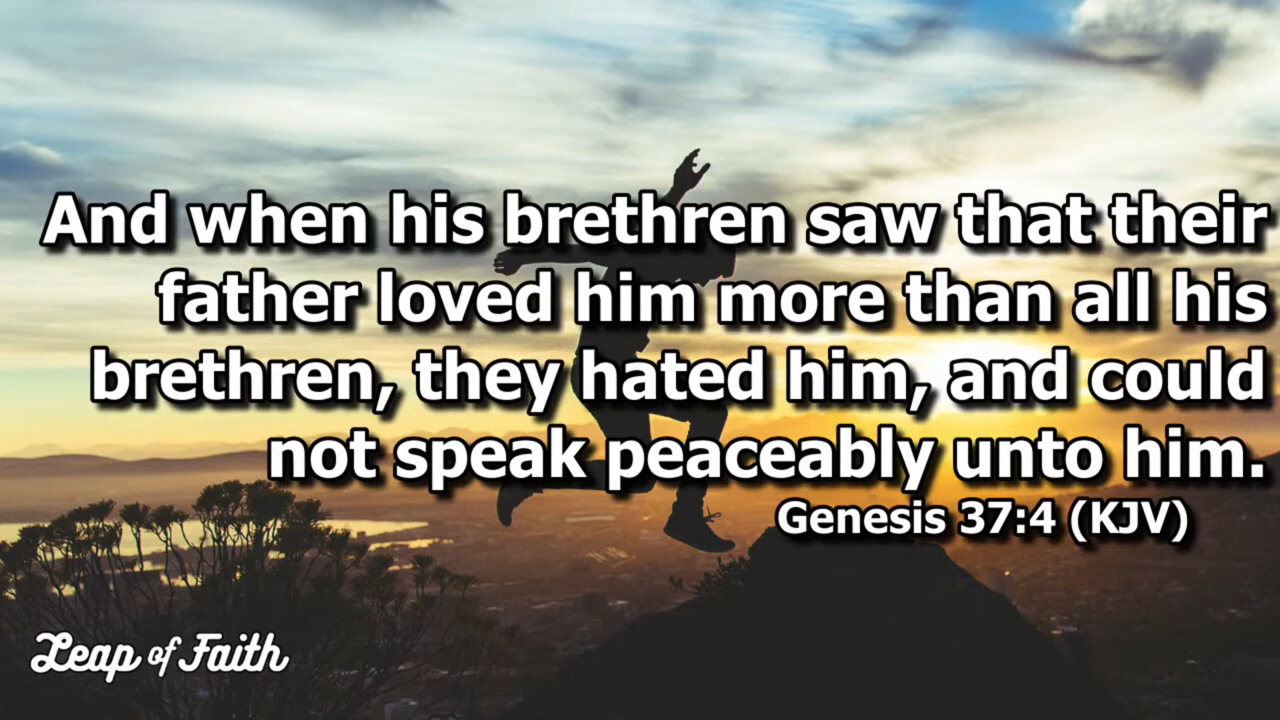 And when his brethren saw that their
father loved him more than all his
brethren, they hated him, and could
not speak peaceably unto him.
Genesis 37:4 (KJV)
Leap of Faith